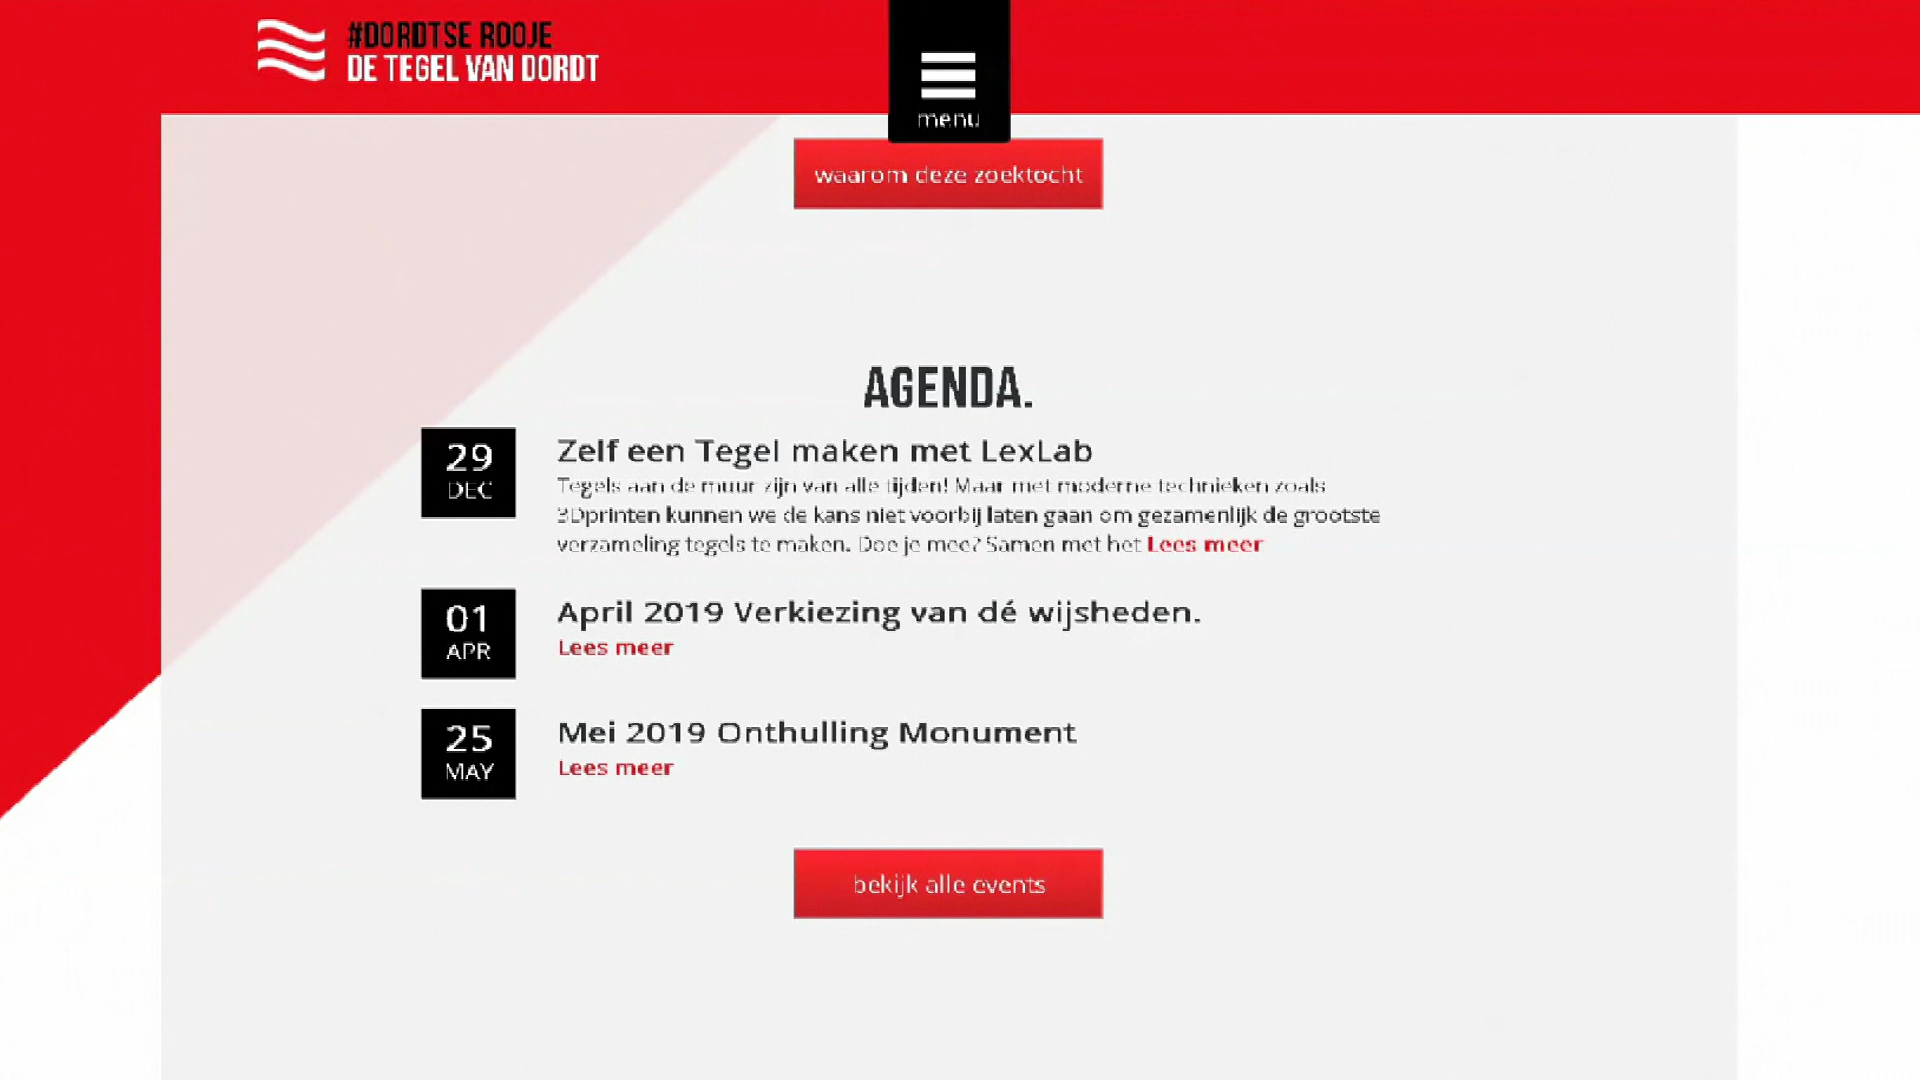 #DORDTSE ROOJE
DE TEGEL VAN DORDT
menu
waarom deze zoektocht
AGENDA.
29
DEC
Zelf een Tegel maken met LexLab
Tegels aan de muur zijn van alle tijden! Maar met moderne technieken zoals
3Dprinten kunnen we de kans niet voorbij laten gaan om gezamenlijk de grootste
verzameling tegels te maken. Doe je mee? Samen met het Lees meer
01
APR
April 2019 Verkiezing van dé wijsheden.
Lees meer
25
MAY
Mei 2019 Onthulling Monument
Lees meer
bekijk alle events